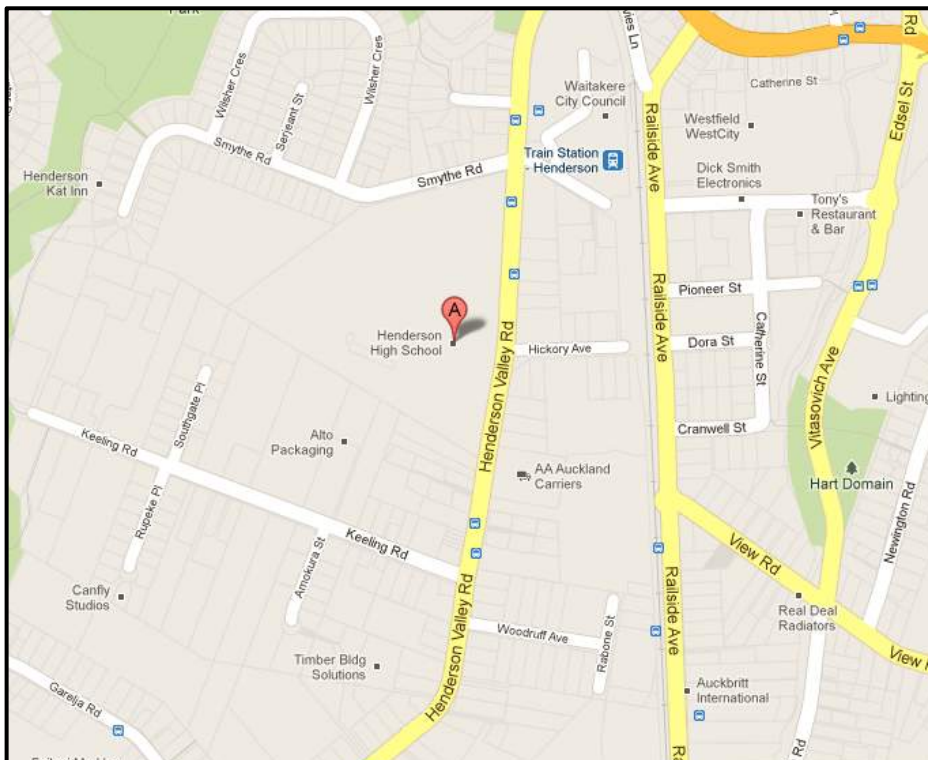 Park
Wilsher Cres
Serjeant St
Wilsher Cres
Smythe Rd
Smythe Rd
Henderson
Kat Inn
Waitakere
City Council
Train Station
- Henderson
Railside Ave
Catherine St
Westfield
WestCity
Dick Smith
Electronics
Tony's
Restaurant
& Bar
Edsel St
Rd
Railside Ave
Pioneer St
Dora St
Catherine St
Cranwell St
A
Henderson
High School
Hickory Ave
Henderson Valley Rd
Vitasovich Ave
Lighting
Hart Domain
Newington Rd
Southgate Pl
Keeling Rd
Rupeke Pl
Alto
Packaging
AA Auckland
Carriers
Keeling Rd
Amokura St
Canfly
Studios
Henderson Valley Rd
Woodruff Ave
Rabone St
Railside Ave
View Rd
Real Deal
Radiators
View
Timber Bldg
Solutions
Auckbritt
International
Garelja Rd
Rd